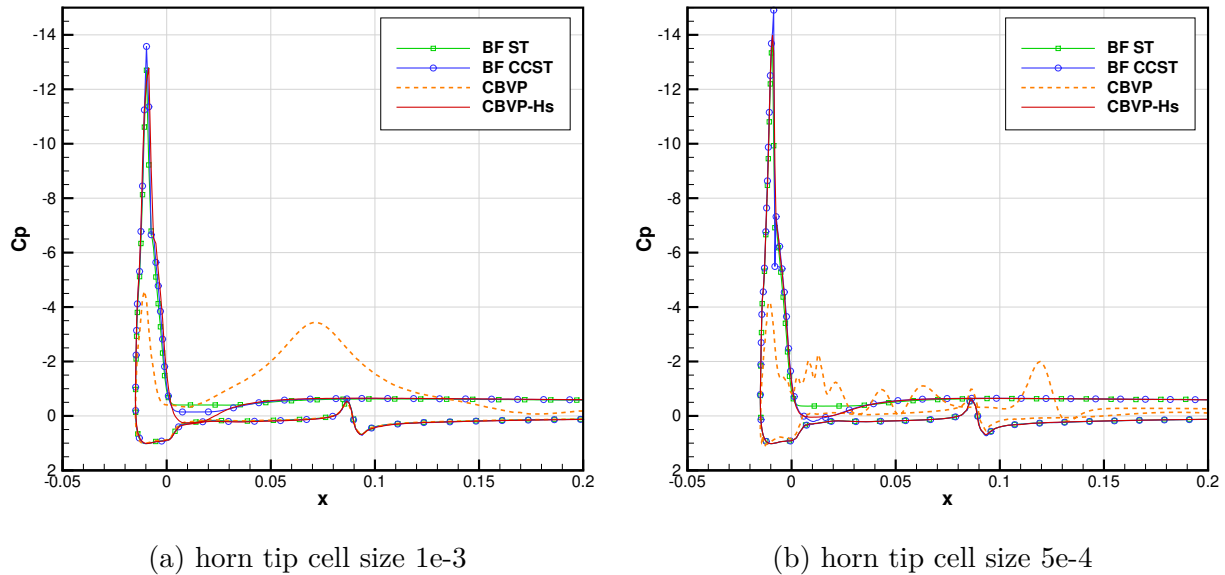 -14
-12
-10
-8
-6
-4
-2
0
2
Cp
-0.05
0
0.05
0.1
0.15
0.2
x
BF ST
BF CCST
CBVP
CBVP-Hs
(a) horn tip cell size 1e-3
-14
-12
-10
-8
-6
-4
-2
0
2
Cp
-0.05
0
0.05
0.1
0.15
0.2
x
BF ST
BF CCST
CBVP
CBVP-Hs
(b) horn tip cell size 5e-4